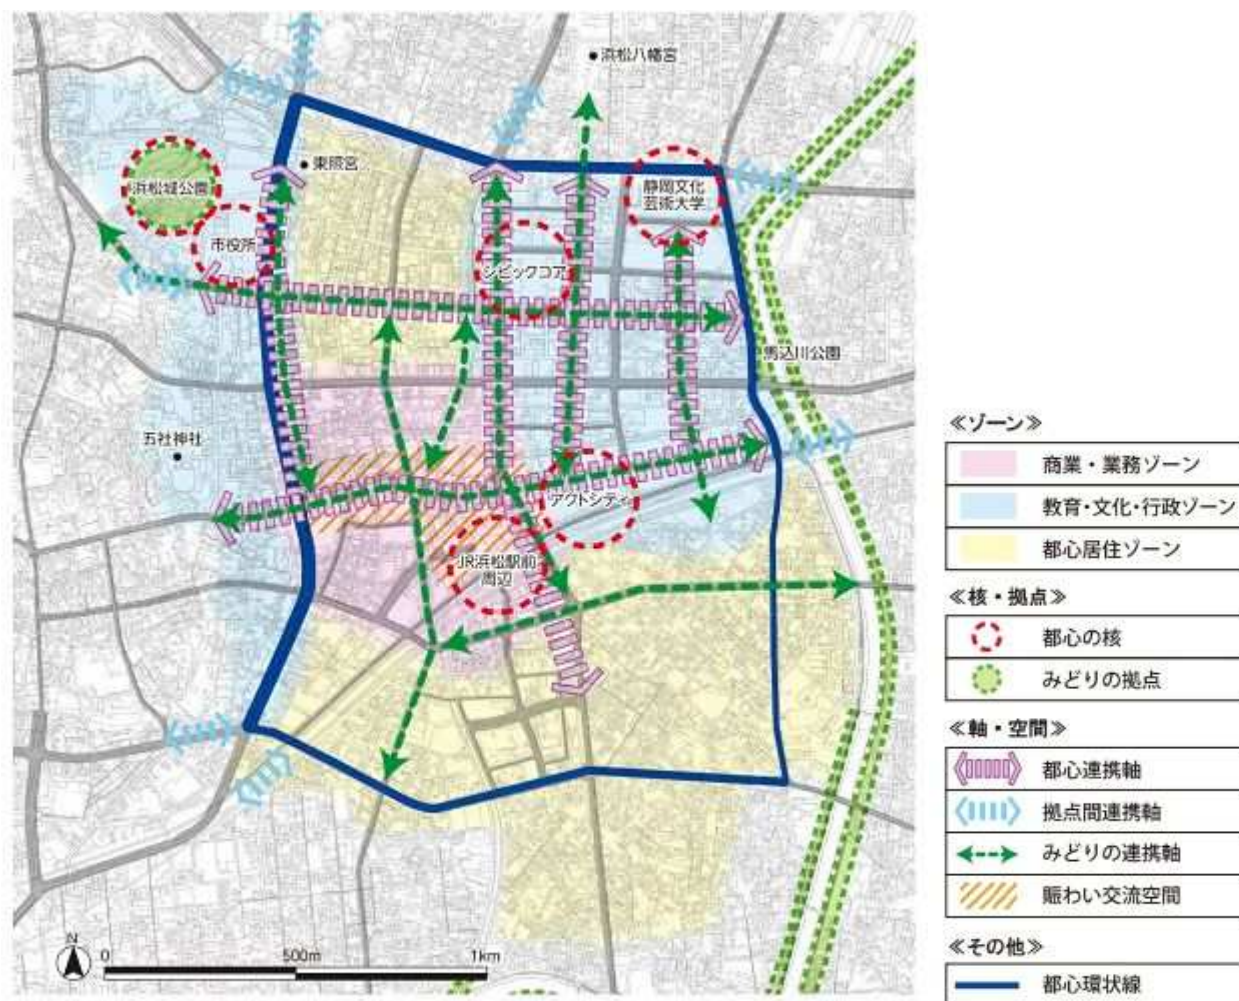 浜松八幡宮
東照宮
浜松城公園
静岡文化
芸術大学
市役所
シビックコア
馬込川公園
五社神社
アクトシティ
JR浜松駅前
周辺
N
0
500m
1km
≪ゾーン≫
商業・業務ゾーン
教育・文化・行政ゾーン
都心居住ゾーン
≪核・拠点≫
都心の核
みどりの拠点
≪軸・空間≫
都心連携軸
拠点間連携軸
みどりの連携軸
賑わい交流空間
≪その他≫
都心環状線